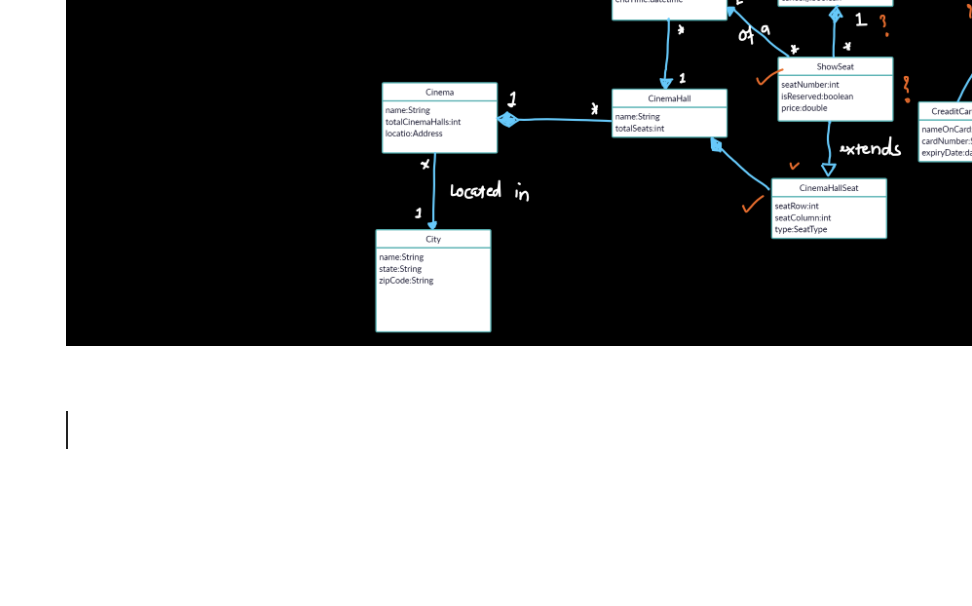 of a
*
*
1 ?
*
ShowSeat
seatNumber:int
isReserved:boolean
price:double
?
1
CinemaHall
name:String
totalSeats:int
Cinema
name:String
totalCinemaHalls:int
locatio:Address
1
*
CreaditCar
nameOnCard
cardNumber:
expiryDate:da
extends
*
Located in
1
CinemaHallSeat
seatRow:int
seatColumn:int
type:SeatType
City
name:String
state:String
zipCode:String